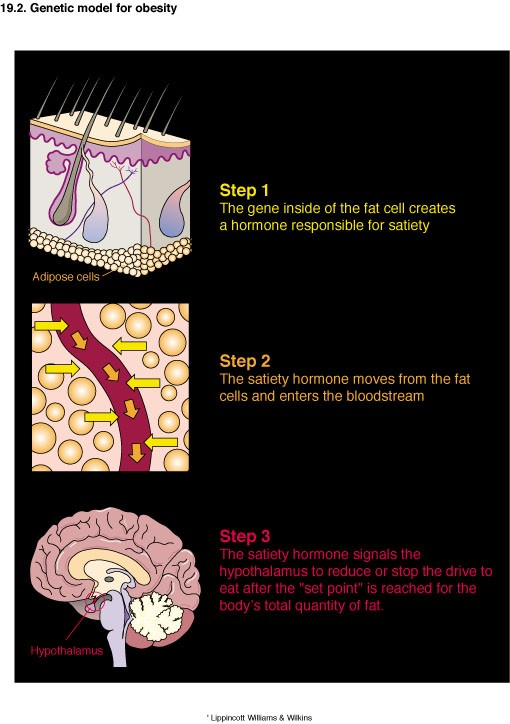 19.2. Genetic model for obesity
Step 1
The gene inside of the fat cell creates
a hormone responsible for satiety
Adipose cells
Step 2
The satiety hormone moves from the fat
cells and enters the bloodstream
Step 3
The satiety hormone signals the
hypothalamus to reduce or stop the drive to
eat after the "set point" is reached for the
body's total quantity of fat.
Hypothalamus
' Lippincott Williams & Wilkins